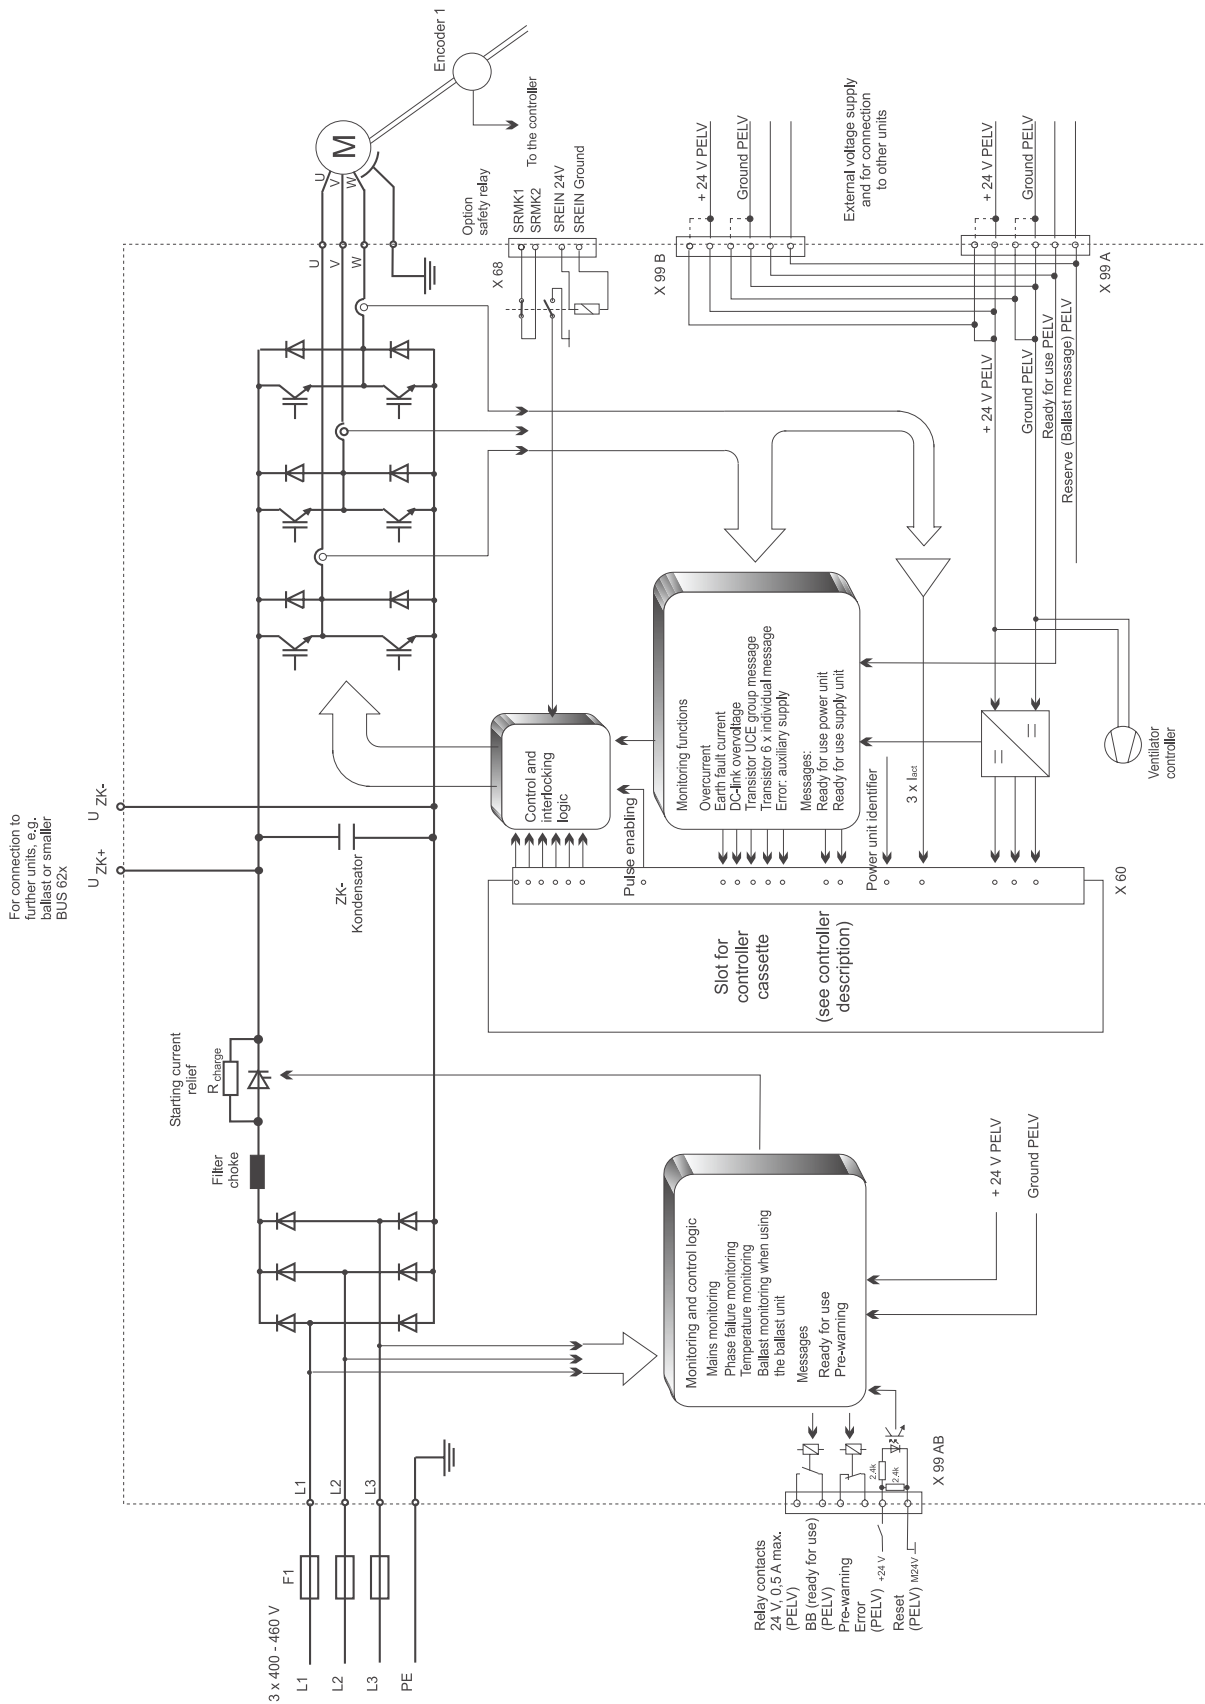 3 x 400 - 460 V
L1
L2
L3
PE
F1
L1
L2
L3
For connection to
further units, e.g.
ballast or smaller
BUS 62x
U ZK+
U ZK-
Filter
choke
Starting current
relief
R charge
ZK-
Kondensator
U
V
W
U
V
W
M
Encoder 1
To the controller
Option
safety relay
SRMK1
SRMK2
SREIN 24V
SREIN Ground
X 68
Control and
interlocking
logic
Pulse enabling
Monitoring functions
Overcurrent
Earth fault current
DC-link overvoltage
Transistor UCE group message
Transistor 6 x individual message
Error: auxiliary supply
Messages:
Ready for use power unit
Ready for use supply unit
Power unit identifier
3 x Iact
X 60
Slot for
controller
cassette
(see controller
description)
Monitoring and control logic
Mains monitoring
Phase failure monitoring
Temperature monitoring
Ballast monitoring when using
the ballast unit
Messages
Ready for use
Pre-warning
+ 24 V PELV
Ground PELV
2.4k
2.4k
X 99 AB
Relay contacts
24 V, 0,5 A max.
(PELV)
BB (ready for use)
(PELV)
Pre-warning
Error
(PELV) +24 V
Reset
(PELV) M24V
X 99 B
+ 24 V PELV
Ground PELV
External voltage supply
and for connection
to other units
+ 24 V PELV
Ground PELV
X 99 A
+ 24 V PELV
Ground PELV
Ready for use PELV
Reserve (Ballast message) PELV
Ventilator
controller